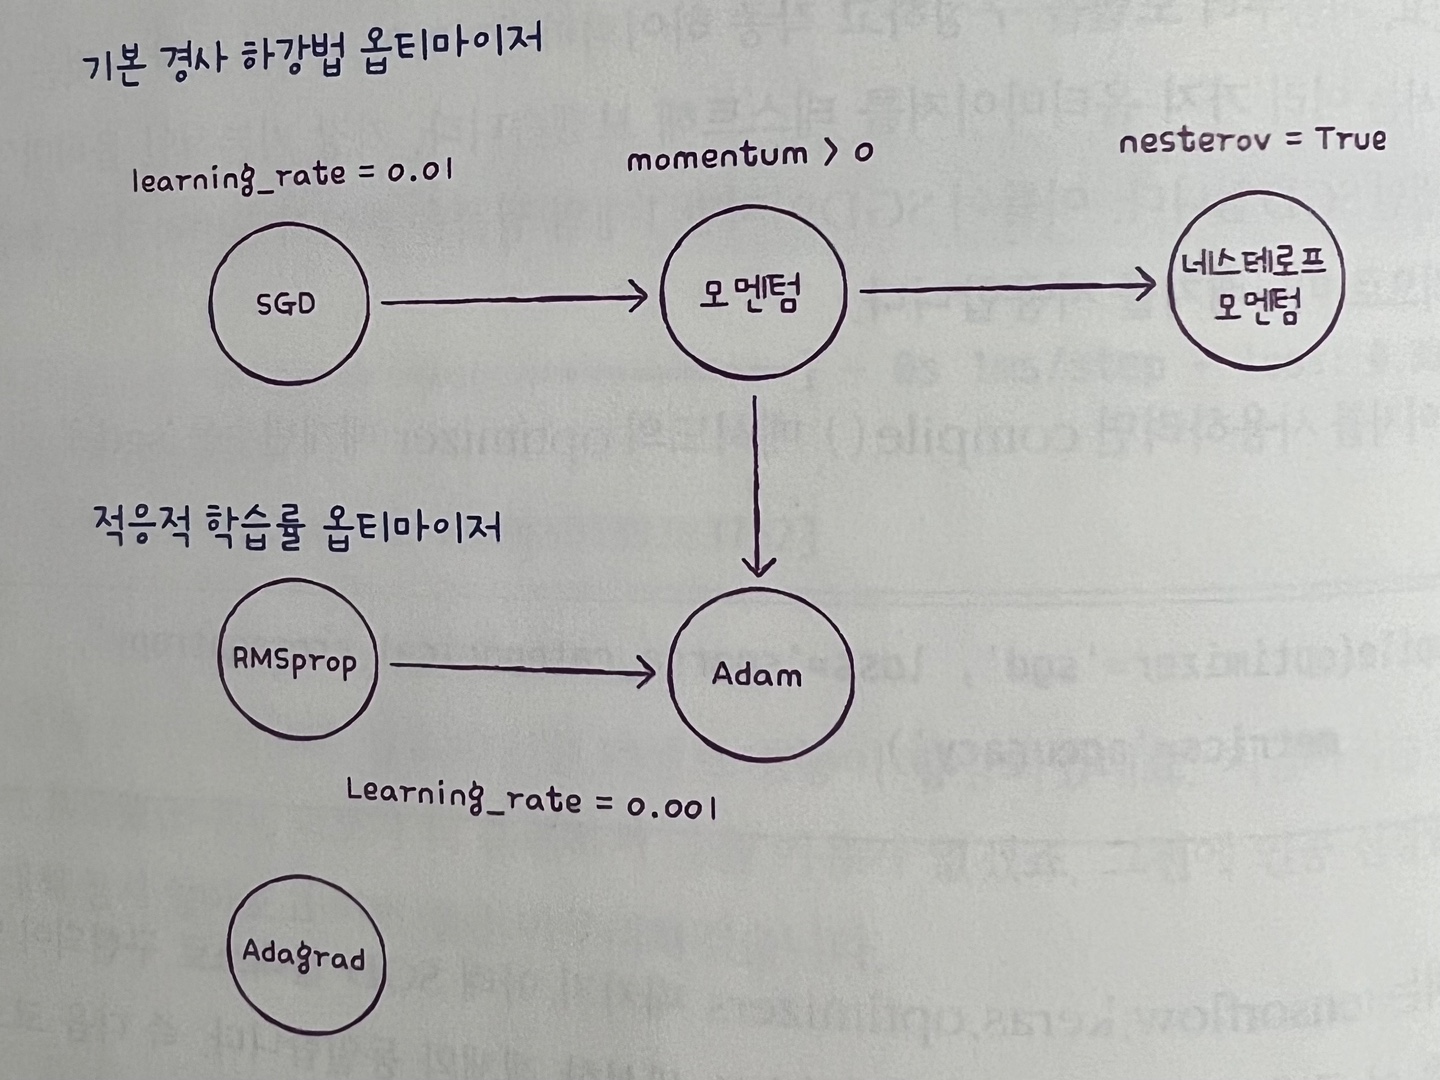 기본 경사 하강법 옵티마이저
learning_rate = 0.01
momentum > 0
nesterov = True
SGD
모멘텀
네스테로프
모멘텀
적응적 학습률 옵티마이저
RMSprop
Adam
Learning_rate = 0.001
Adagrad